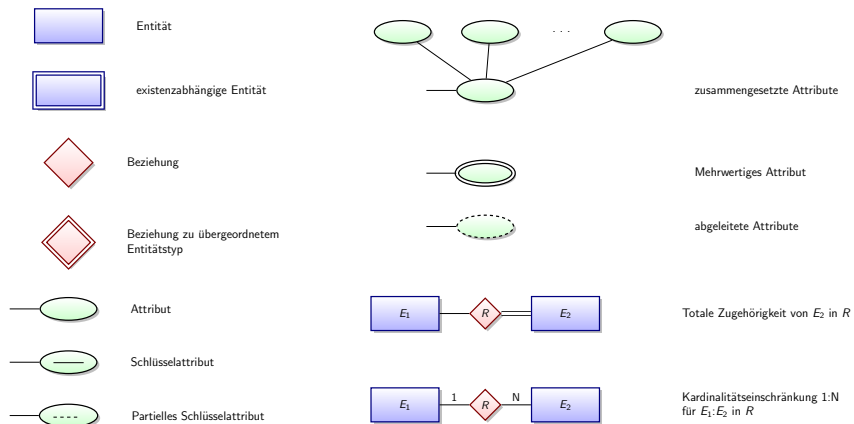 Entität
existenzabhängige Entität
Beziehung
Beziehung zu übergeordnetem
Entitätstyp
Attribut
Schlüsselattribut
Partielles Schlüsselattribut
. . .
zusammengesetzte Attribute
Mehrwertiges Attribut
abgeleitete Attribute
E₁ R E₂
Totale Zugehörigkeit von E₂ in R
E₁ 1 R N E₂
Kardinalitätseinschränkung 1:N
für E₁:E₂ in R